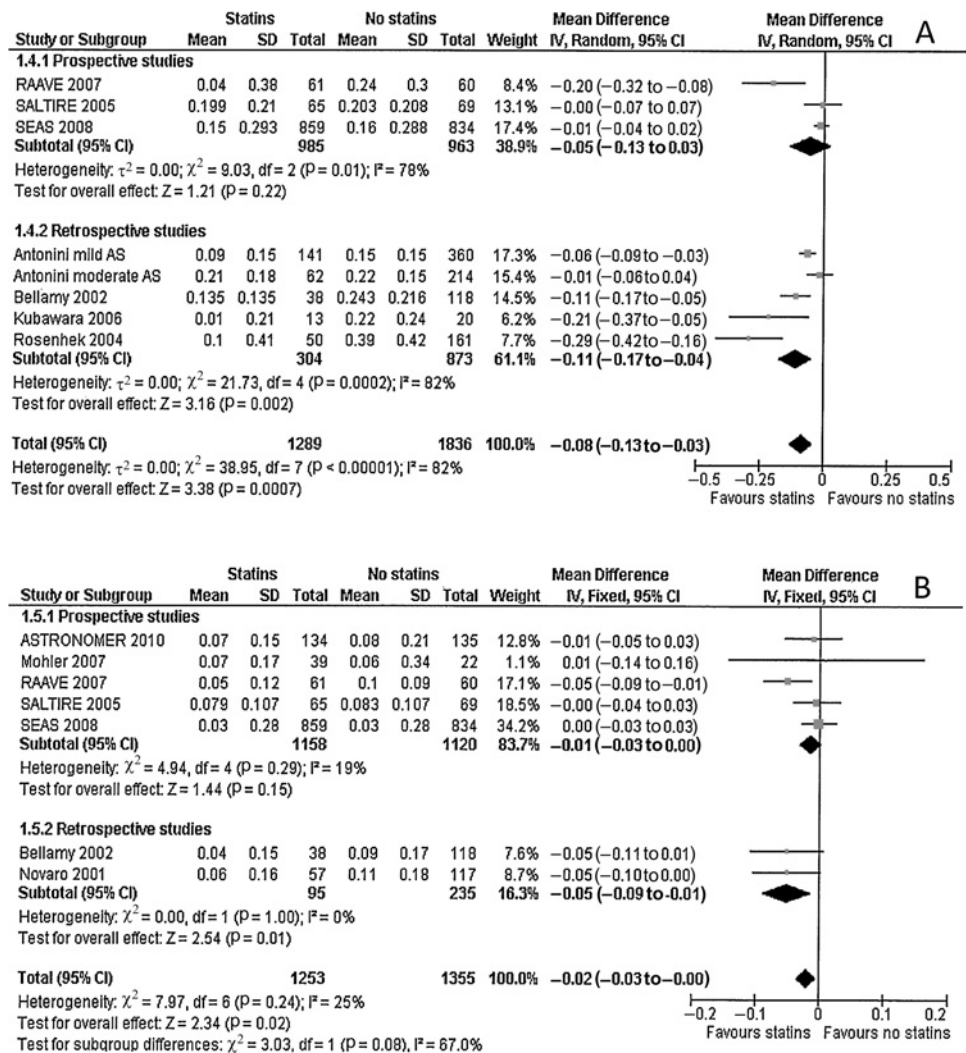 Statins No statins Mean Difference Mean Difference A
Study or Subgroup Mean SD Total Mean SD Total Weight IV, Random, 95% CI IV, Random, 95% CI
1.4.1 Prospective studies
RAAVE 2007 0.04 0.38 61 0.24 0.3 60 8.4% −0.20 (−0.32 to −0.08)
SALTIRE 2005 0.199 0.21 65 0.203 0.208 69 13.1% −0.00 (−0.07 to 0.07)
SEAS 2008 0.15 0.293 859 0.16 0.288 834 17.4% −0.01 (−0.04 to 0.02)
Subtotal (95% CI) 985 963 38.9% −0.05 (−0.13 to 0.03)
Heterogeneity: τ² = 0.00; χ² = 9.03, df = 2 (P = 0.01); I² = 78%
Test for overall effect: Z = 1.21 (P = 0.22)
1.4.2 Retrospective studies
Antonini mild AS 0.09 0.15 141 0.15 0.15 360 17.3% −0.06 (−0.09 to −0.03)
Antonini moderate AS 0.21 0.18 62 0.22 0.15 214 15.4% −0.01 (−0.06 to 0.04)
Bellamy 2002 0.135 0.135 38 0.243 0.216 118 14.5% −0.11 (−0.17 to −0.05)
Kubawara 2006 0.01 0.21 13 0.22 0.24 20 6.2% −0.21 (−0.37 to −0.05)
Rosenhek 2004 0.1 0.41 50 0.39 0.42 161 6.7% −0.29 (−0.42 to −0.16)
Subtotal (95% CI) 304 873 61.1% −0.11 (−0.17 to −0.04)
Heterogeneity: τ² = 0.00; χ² = 21.73, df = 4 (P = 0.0002); I² = 82%
Test for overall effect: Z = 3.16 (P = 0.002)
Total (95% CI) 1289 1836 100.0% −0.08 (−0.13 to −0.03)
Heterogeneity: τ² = 0.00; χ² = 38.95, df = 7 (P < 0.00001); I² = 82%
Test for overall effect: Z = 3.38 (P = 0.0007)
−0.5 −0.25 0 0.25 0.5
Favours statins Favours no statins
Statins No statins Mean Difference Mean Difference B
Study or Subgroup Mean SD Total Mean SD Total Weight IV, Fixed, 95% CI IV, Fixed, 95% CI
1.5.1 Prospective studies
ASTRONOMER 2010 0.07 0.15 134 0.08 0.21 135 12.8% −0.01 (−0.05 to 0.03)
Mohler 2007 0.07 0.17 39 0.06 0.34 22 1.1% 0.01 (−0.14 to 0.16)
RAAVE 2007 0.05 0.12 61 0.1 0.09 60 17.1% −0.05 (−0.09 to −0.01)
SALTIRE 2005 0.079 0.107 65 0.083 0.107 69 18.5% −0.00 (−0.04 to 0.03)
SEAS 2008 0.03 0.28 859 0.03 0.28 834 34.2% 0.00 (−0.03 to 0.03)
Subtotal (95% CI) 1158 1120 83.7% −0.01 (−0.03 to 0.00)
Heterogeneity: χ² = 4.94, df = 4 (P = 0.29); I² = 19%
Test for overall effect: Z = 1.44 (P = 0.15)
1.5.2 Retrospective studies
Bellamy 2002 0.04 0.15 38 0.09 0.17 118 7.6% −0.05 (−0.11 to 0.01)
Novaro 2001 0.06 0.16 57 0.11 0.18 117 8.7% −0.05 (−0.10 to 0.00)
Subtotal (95% CI) 95 235 16.3% −0.05 (−0.09 to −0.01)
Heterogeneity: χ² = 0.00, df = 1 (P = 1.00); I² = 0%
Test for overall effect: Z = 2.54 (P = 0.01)
Total (95% CI) 1253 1355 100.0% −0.02 (−0.03 to −0.00)
Heterogeneity: χ² = 7.97, df = 6 (P = 0.24); I² = 25%
Test for overall effect: Z = 2.34 (P = 0.02)
Test for subgroup differences: χ² = 3.03, df = 1 (P = 0.08), I² = 67.0%
−0.2 −0.1 0 0.1 0.2
Favours statins Favours no statins